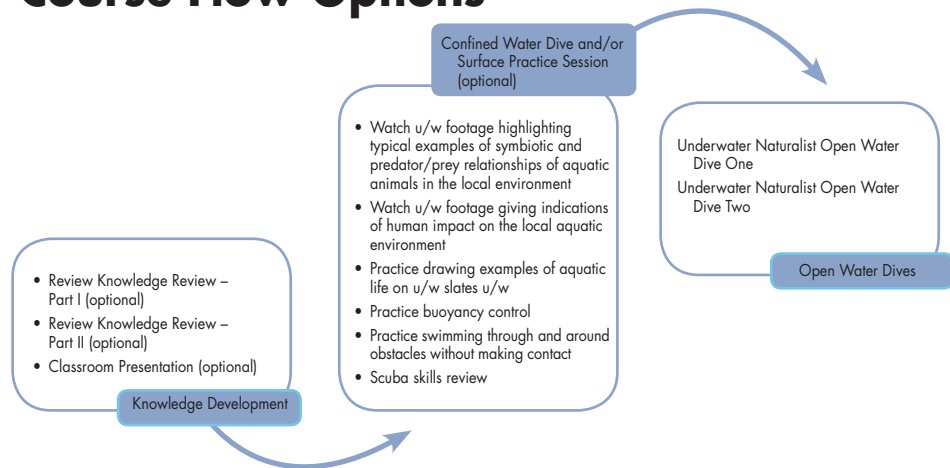 Course Flow Options
• Review Knowledge Review –
Part I (optional)
• Review Knowledge Review –
Part II (optional)
• Classroom Presentation (optional)
Knowledge Development
Confined Water Dive and/or
Surface Practice Session
(optional)
• Watch u/w footage highlighting
typical examples of symbiotic and
predator/prey relationships of aquatic
animals in the local environment
• Watch u/w footage giving indications
of human impact on the local aquatic
environment
• Practice drawing examples of aquatic
life on u/w slates u/w
• Practice buoyancy control
• Practice swimming through and around
obstacles without making contact
• Scuba skills review
Underwater Naturalist Open Water
Dive One
Underwater Naturalist Open Water
Dive Two
Open Water Dives